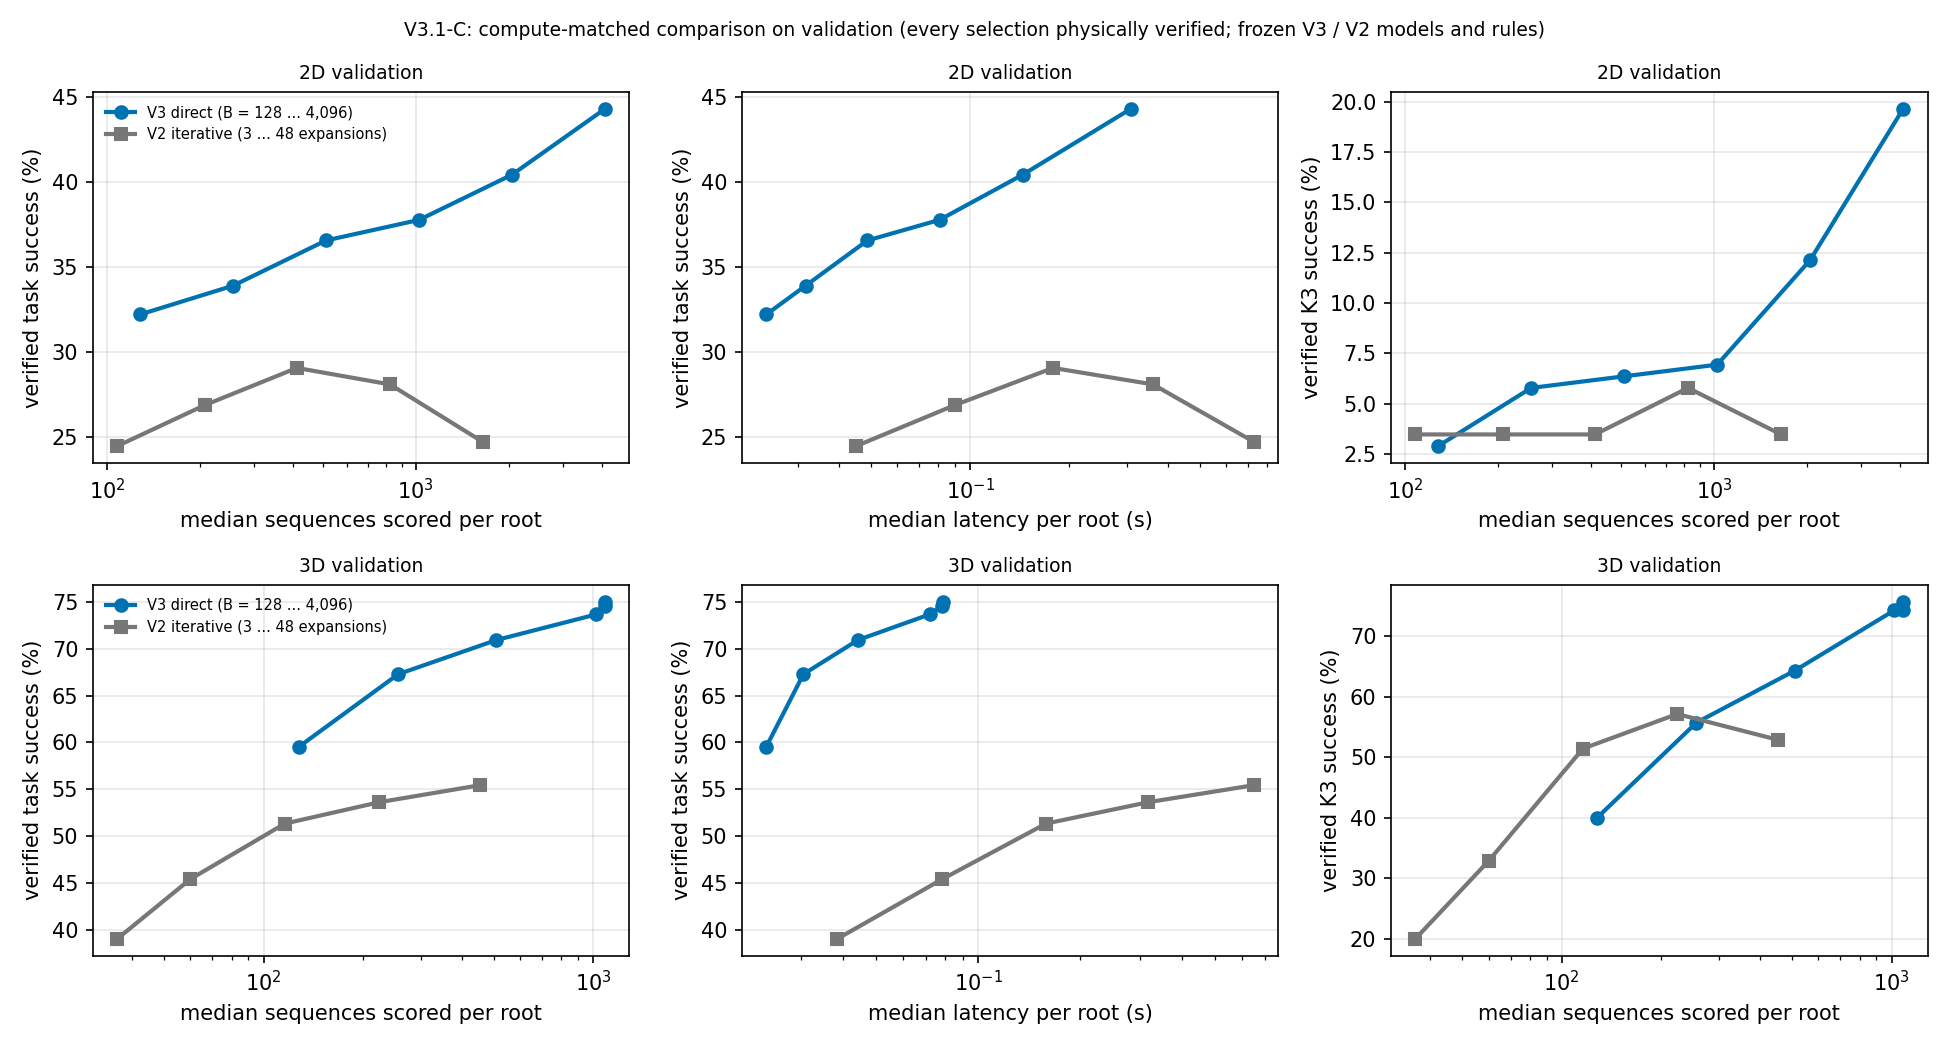 V3.1-C: compute-matched comparison on validation (every selection physically verified; frozen V3 / V2 models and rules)
2D validation
45
40
35
30
25
verified task success (%)
V3 direct (B = 128 ... 4,096)
V2 iterative (3 ... 48 expansions)
10²
10³
median sequences scored per root
2D validation
45
40
35
30
25
verified task success (%)
10⁻¹
median latency per root (s)
2D validation
20.0
17.5
15.0
12.5
10.0
7.5
5.0
2.5
verified K3 success (%)
10²
10³
median sequences scored per root
3D validation
75
70
65
60
55
50
45
40
verified task success (%)
V3 direct (B = 128 ... 4,096)
V2 iterative (3 ... 48 expansions)
10²
10³
median sequences scored per root
3D validation
75
70
65
60
55
50
45
40
verified task success (%)
10⁻¹
median latency per root (s)
3D validation
70
60
50
40
30
20
verified K3 success (%)
10²
10³
median sequences scored per root